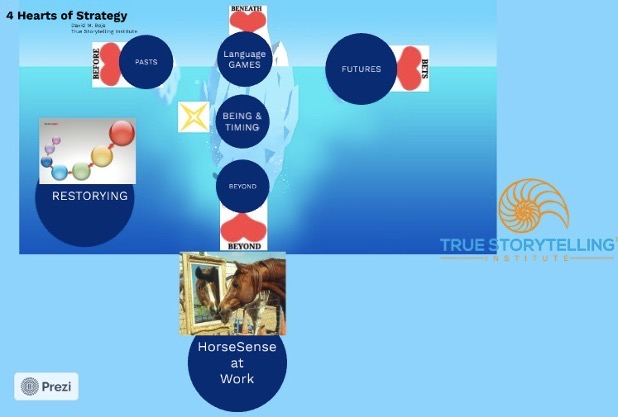 4 Hearts of Strategy
David M. Boje
True Storytelling Institute
BENEATH
BEFORE
PASTS
Language
GAMES
FUTURES
BETS
BEING &
TIMING
BEYOND
BEYOND
RESTORYING
TRUE STORYTELLING
INSTITUTE
HorseSense
at
Work
Prezi